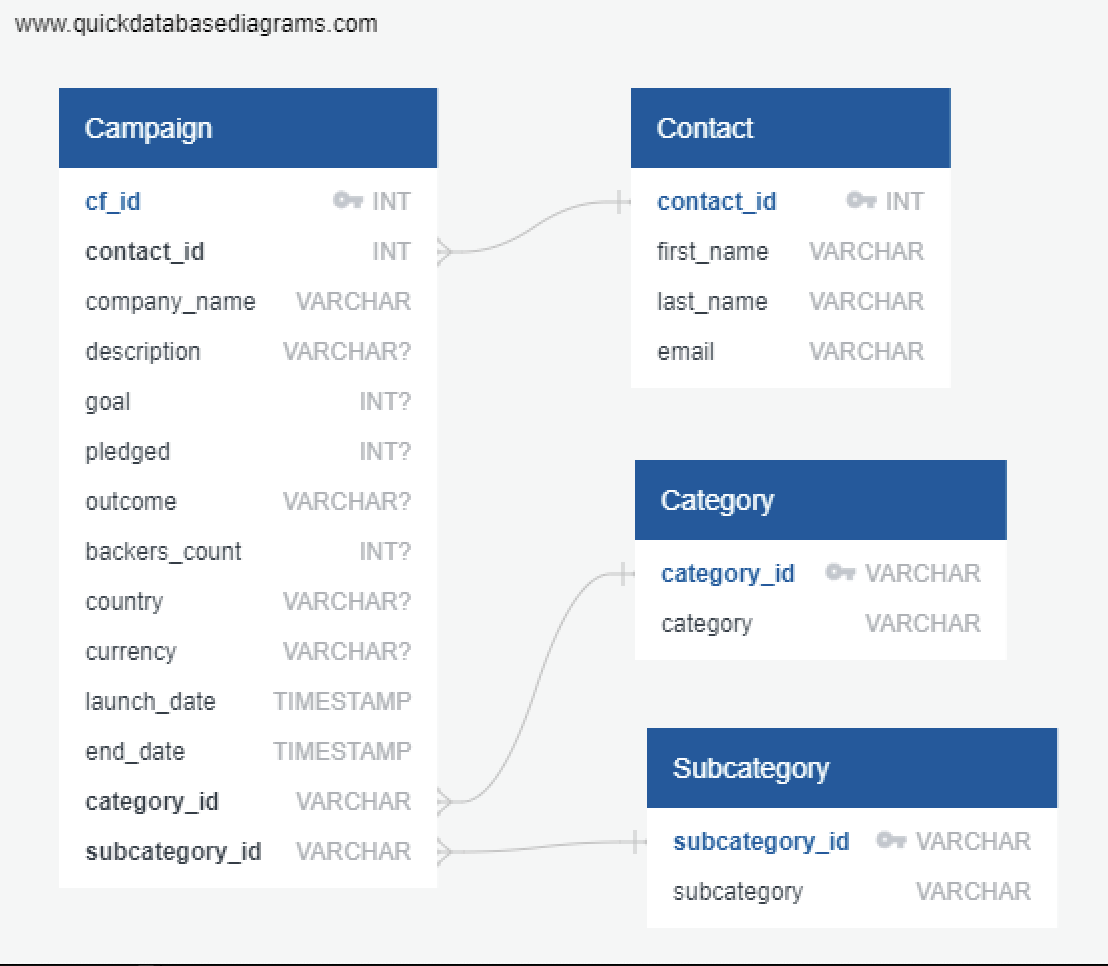 www.quickdatabasediagrams.com
Campaign
cf_id INT
contact_id INT
company_name VARCHAR
description VARCHAR?
goal INT?
pledged INT?
outcome VARCHAR?
backers_count INT?
country VARCHAR?
currency VARCHAR?
launch_date TIMESTAMP
end_date TIMESTAMP
category_id VARCHAR
subcategory_id VARCHAR
Contact
contact_id INT
first_name VARCHAR
last_name VARCHAR
email VARCHAR
Category
category_id VARCHAR
category VARCHAR
Subcategory
subcategory_id VARCHAR
subcategory VARCHAR